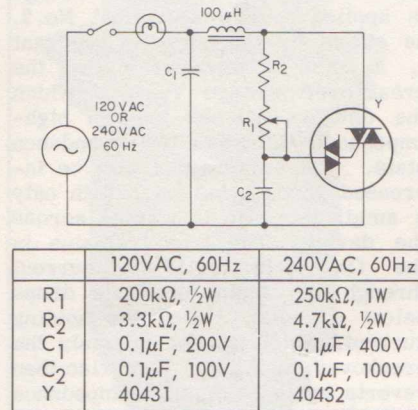 100 μH
R2
C1
R1
Y
120 VAC
OR
240 VAC
60 Hz
C2
120VAC, 60Hz 240VAC, 60Hz
R1 200kΩ, ½W 250kΩ, 1W
R2 3.3kΩ, ½W 4.7kΩ, ½W
C1 0.1μF, 200V 0.1μF, 400V
C2 0.1μF, 100V 0.1μF, 100V
Y 40431 40432